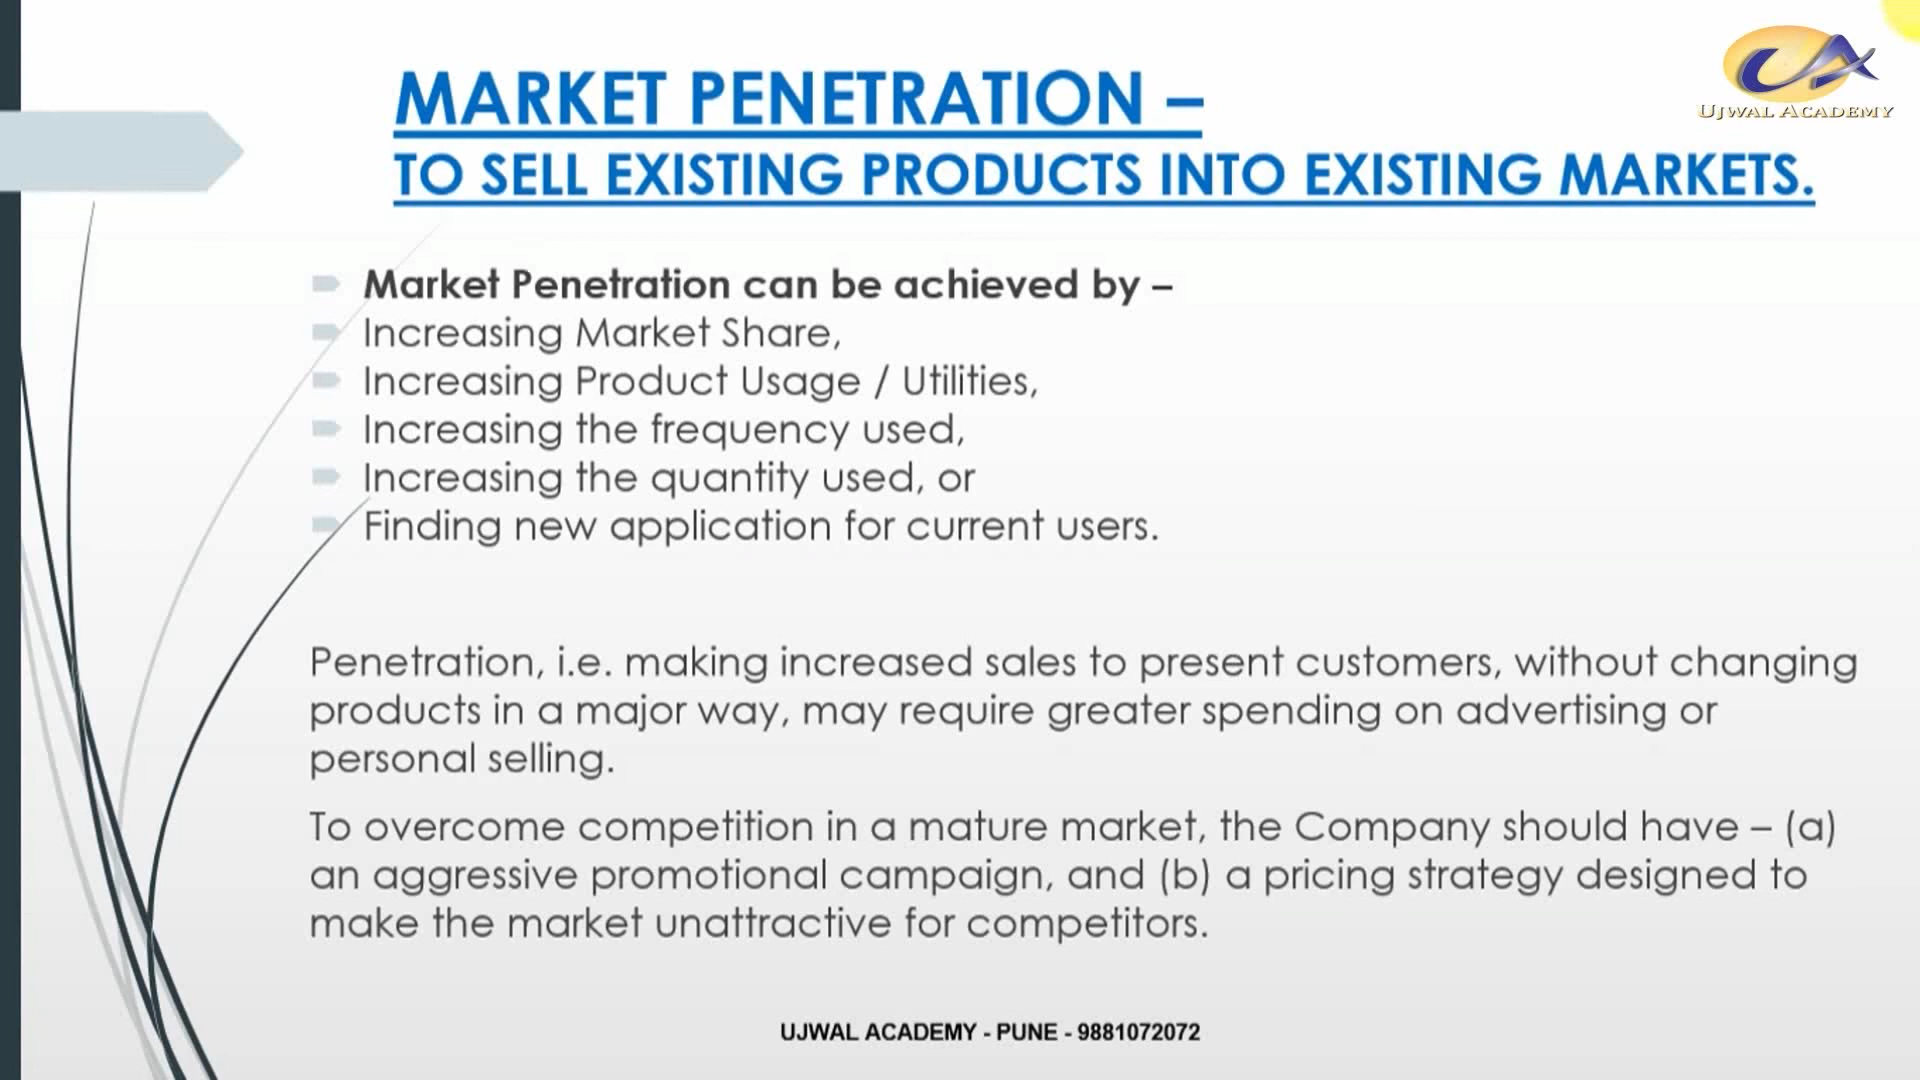 UJWAL ACADEMY
MARKET PENETRATION –
TO SELL EXISTING PRODUCTS INTO EXISTING MARKETS.
Market Penetration can be achieved by –
Increasing Market Share,
Increasing Product Usage / Utilities,
Increasing the frequency used,
Increasing the quantity used, or
Finding new application for current users.
Penetration, i.e. making increased sales to present customers, without changing
products in a major way, may require greater spending on advertising or
personal selling.
To overcome competition in a mature market, the Company should have – (a)
an aggressive promotional campaign, and (b) a pricing strategy designed to
make the market unattractive for competitors.
UJWAL ACADEMY - PUNE - 9881072072